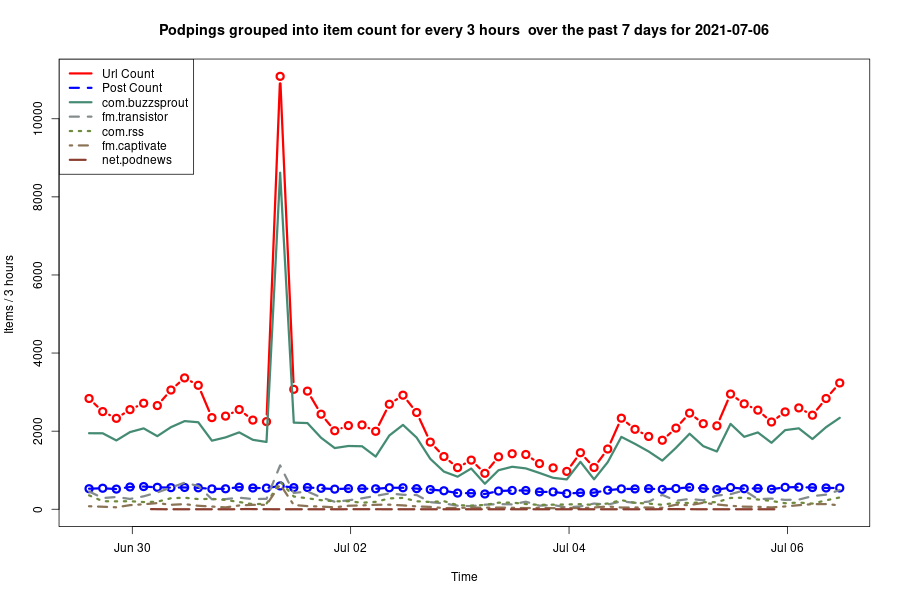 Podpings grouped into item count for every 3 hours  over the past 7 days for 2021-07-06
Url Count
Post Count
com.buzzsprout
fm.transistor
com.rss
fm.captivate
net.podnews
Items / 3 hours
10000
8000
6000
4000
2000
0
Jun 30
Jul 02
Jul 04
Jul 06
Time